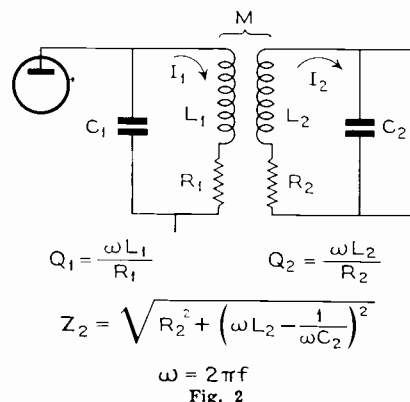 M
I₁ I₂
C₁ L₁ L₂ C₂
R₁ R₂
Q₁ = ωL₁/R₁ Q₂ = ωL₂/R₂
Z₂ = √(R₂² + (ωL₂ - 1/ωC₂)²)
ω = 2πf
Fig. 2